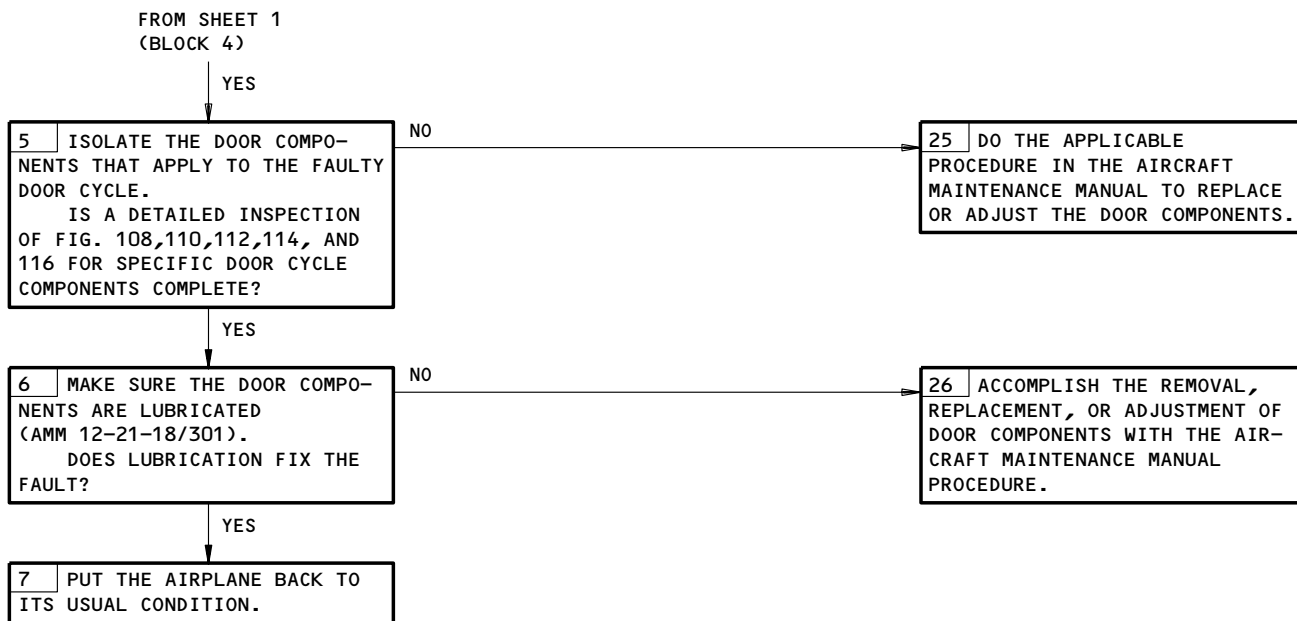 FROM SHEET 1
(BLOCK 4)
YES
5 ISOLATE THE DOOR COMPO-
NENTS THAT APPLY TO THE FAULTY
DOOR CYCLE.
IS A DETAILED INSPECTION
OF FIG. 108,110,112,114, AND
116 FOR SPECIFIC DOOR CYCLE
COMPONENTS COMPLETE?
NO
25 DO THE APPLICABLE
PROCEDURE IN THE AIRCRAFT
MAINTENANCE MANUAL TO REPLACE
OR ADJUST THE DOOR COMPONENTS.
YES
6 MAKE SURE THE DOOR COMPO-
NENTS ARE LUBRICATED
(AMM 12-21-18/301).
DOES LUBRICATION FIX THE
FAULT?
NO
26 ACCOMPLISH THE REMOVAL,
REPLACEMENT, OR ADJUSTMENT OF
DOOR COMPONENTS WITH THE AIR-
CRAFT MAINTENANCE MANUAL
PROCEDURE.
YES
7 PUT THE AIRPLANE BACK TO
ITS USUAL CONDITION.